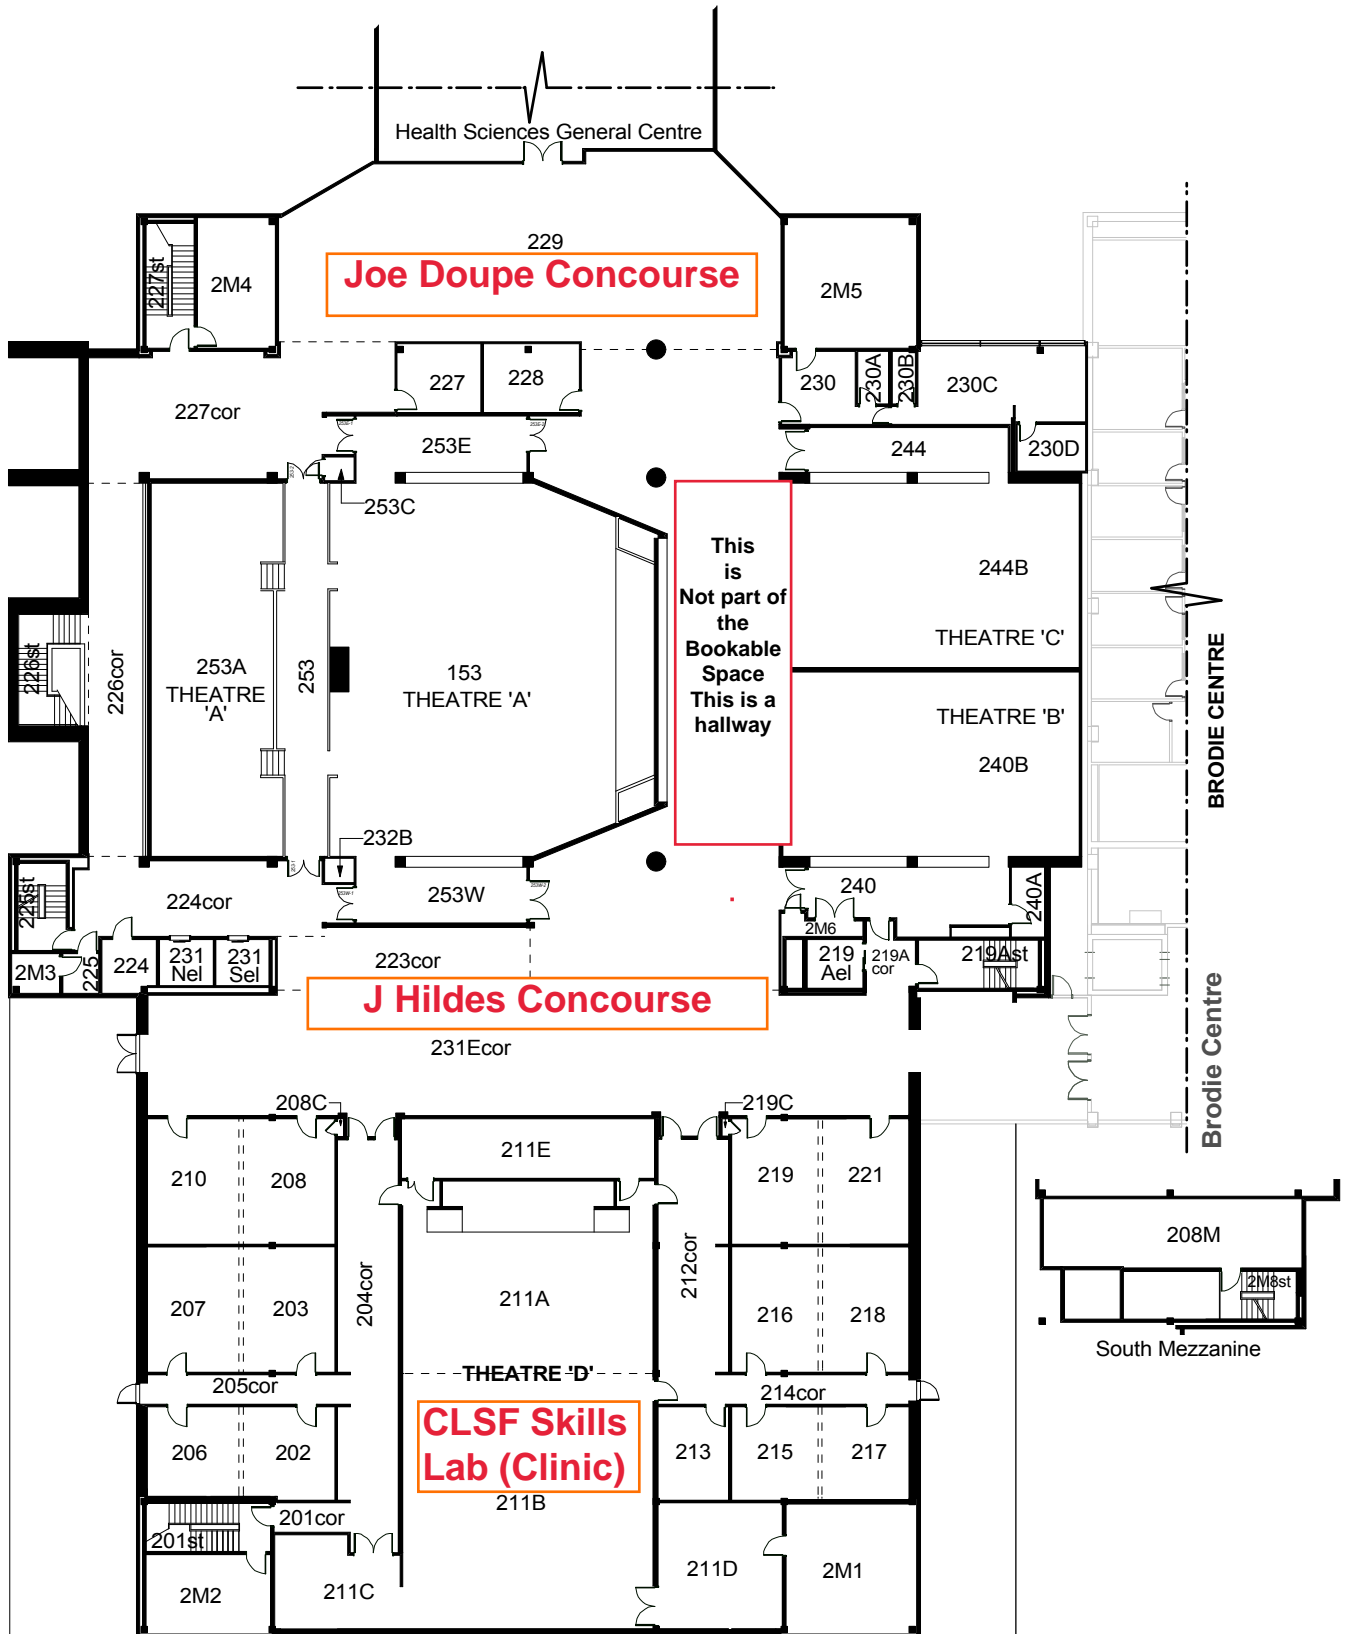 Health Sciences General Centre
229
Joe Doupe Concourse
227st
2M4
2M5
227
228
230
230A
230B
230C
227cor
253E
244
230D
253C
This
is
Not part of
the
Bookable
Space
This is a
hallway
244B
THEATRE 'C'
226st
226cor
253A
THEATRE
'A'
253
153
THEATRE 'A'
THEATRE 'B'
240B
BRODIE CENTRE
232B
225st
224cor
253W
240
240A
2M6
2M3
225
224
231
Nel
231
Sel
223cor
219
Ael
219A
cor
219Ast
J Hildes Concourse
231Ecor
Brodie Centre
208C
219C
210
208
211E
219
221
204cor
212cor
208M
2M8st
South Mezzanine
207
203
211A
216
218
THEATRE 'D'
205cor
214cor
CLSF Skills
Lab (Clinic)
206
202
213
215
217
211B
201cor
201st
2M2
211C
211D
2M1